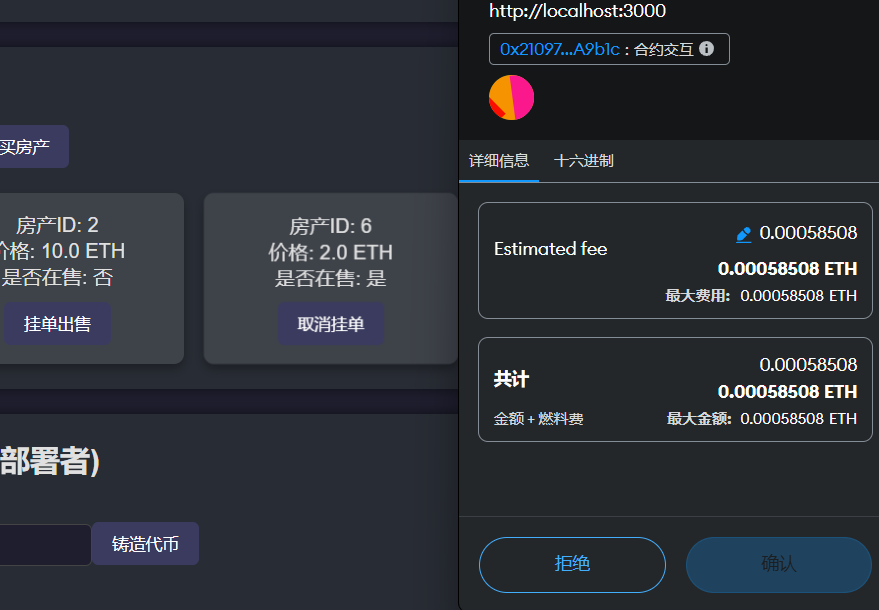 http://localhost:3000
0x21097...A9b1c : 合约交互
详细信息 十六进制
Estimated fee
0.00058508
0.00058508 ETH
最大费用: 0.00058508 ETH
共计
0.00058508
0.00058508 ETH
金额 + 燃料费
最大金额: 0.00058508 ETH
拒绝
确认
买房产
房产ID: 2
价格: 10.0 ETH
是否在售: 否
挂单出售
房产ID: 6
价格: 2.0 ETH
是否在售: 是
取消挂单
部署者)
铸造代币